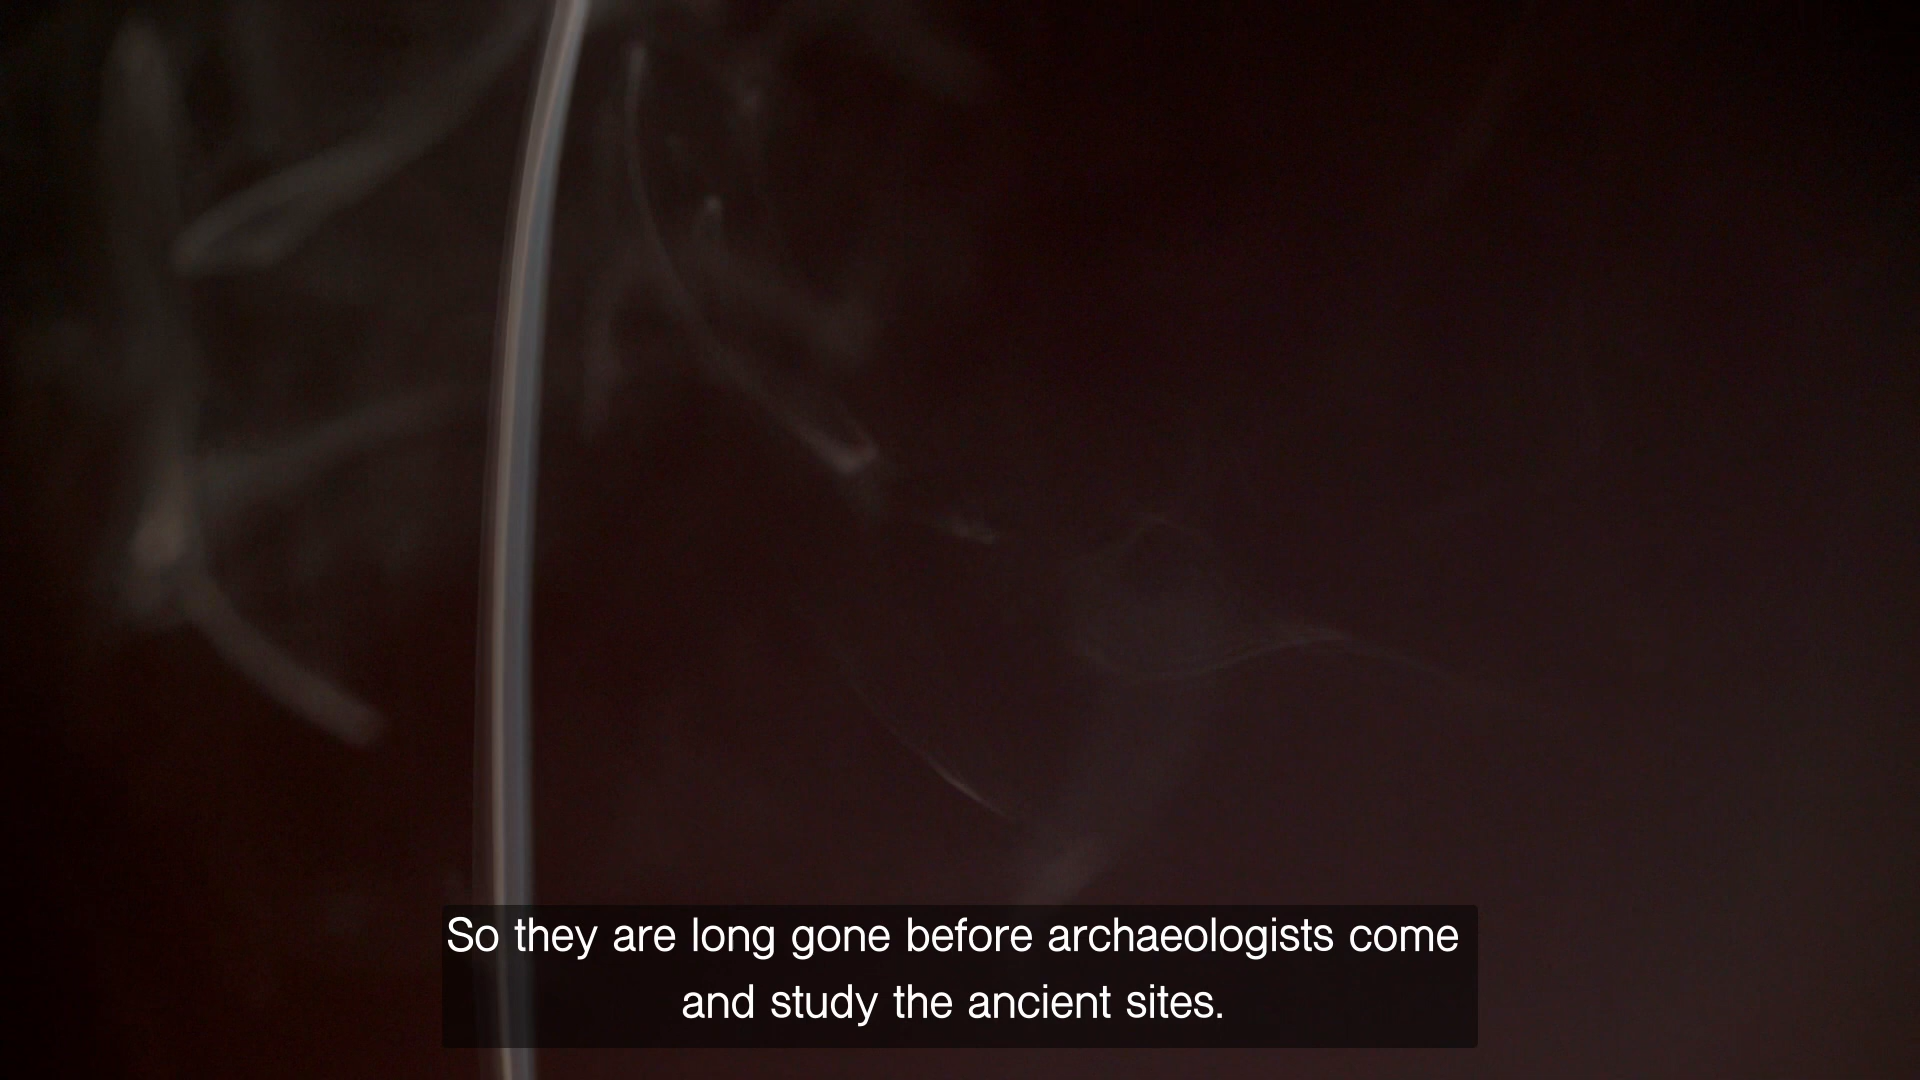 So they are long gone before archaeologists come
and study the ancient sites.